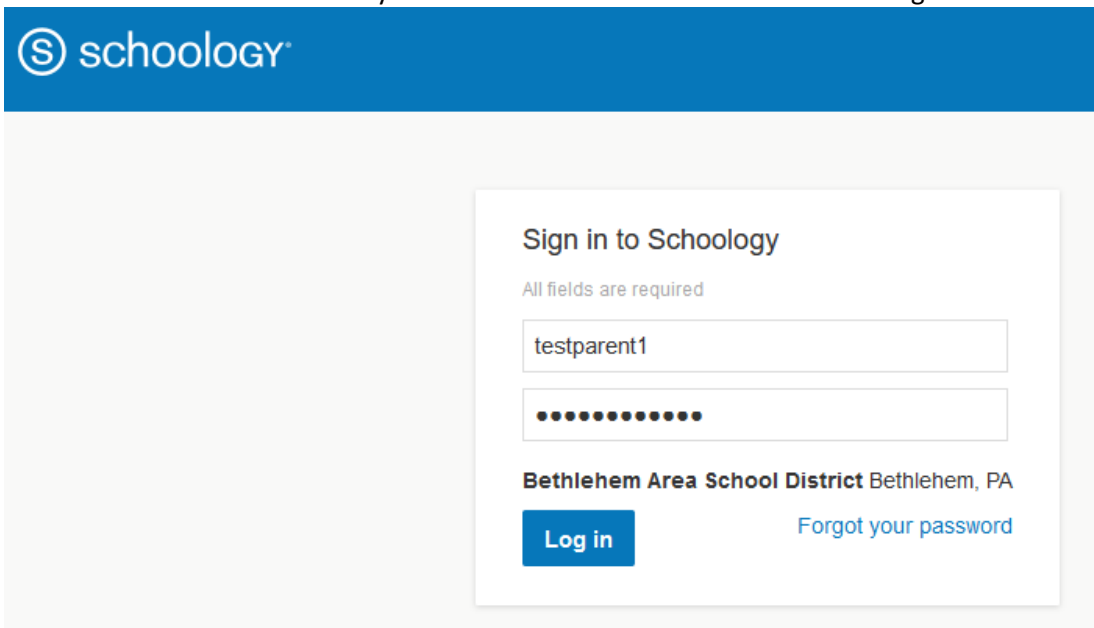 S schoology
Sign in to Schoology
All fields are required
testparent1
••••••••••••
Bethlehem Area School District Bethlehem, PA
Log in
Forgot your password